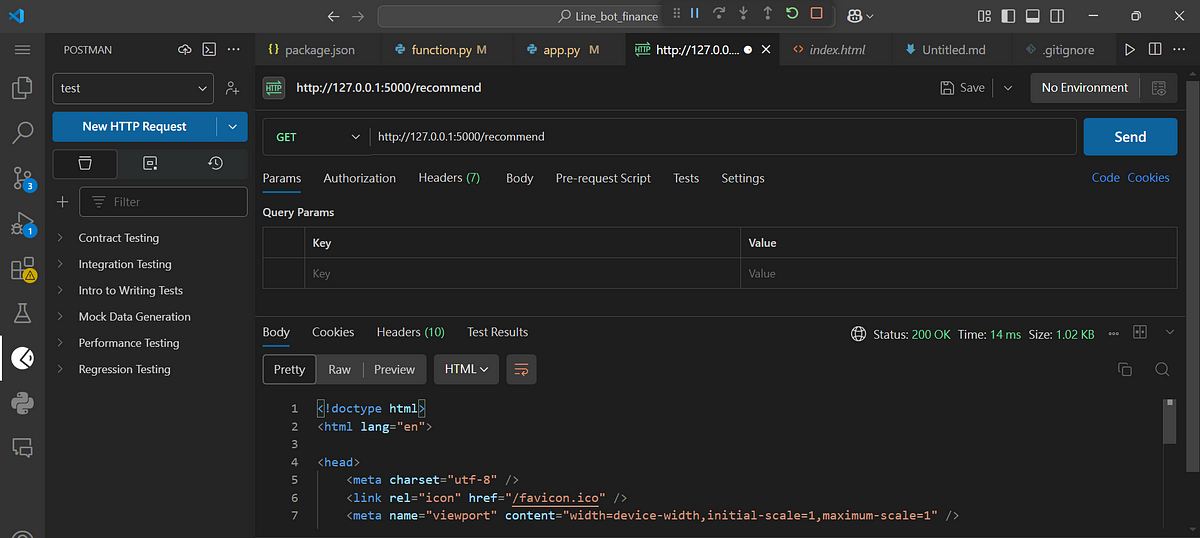 Line_bot_finance
POSTMAN
package.json
function.py M
app.py M
http://127.0.0....
index.html
Untitled.md
.gitignore
test
HTTP http://127.0.0.1:5000/recommend
Save
No Environment
New HTTP Request
GET http://127.0.0.1:5000/recommend
Send
Params Authorization Headers (7) Body Pre-request Script Tests Settings
Code Cookies
3
Filter
Query Params
1
Key Value
Key Value
Contract Testing
Integration Testing
Intro to Writing Tests
Mock Data Generation
Performance Testing
Regression Testing
Body Cookies Headers (10) Test Results
Status: 200 OK Time: 14 ms Size: 1.02 KB
Pretty Raw Preview HTML
1 <!doctype html>
2 <html lang="en">
3
4 <head>
5 <meta charset="utf-8" />
6 <link rel="icon" href="/favicon.ico" />
7 <meta name="viewport" content="width=device-width,initial-scale=1,maximum-scale=1" />